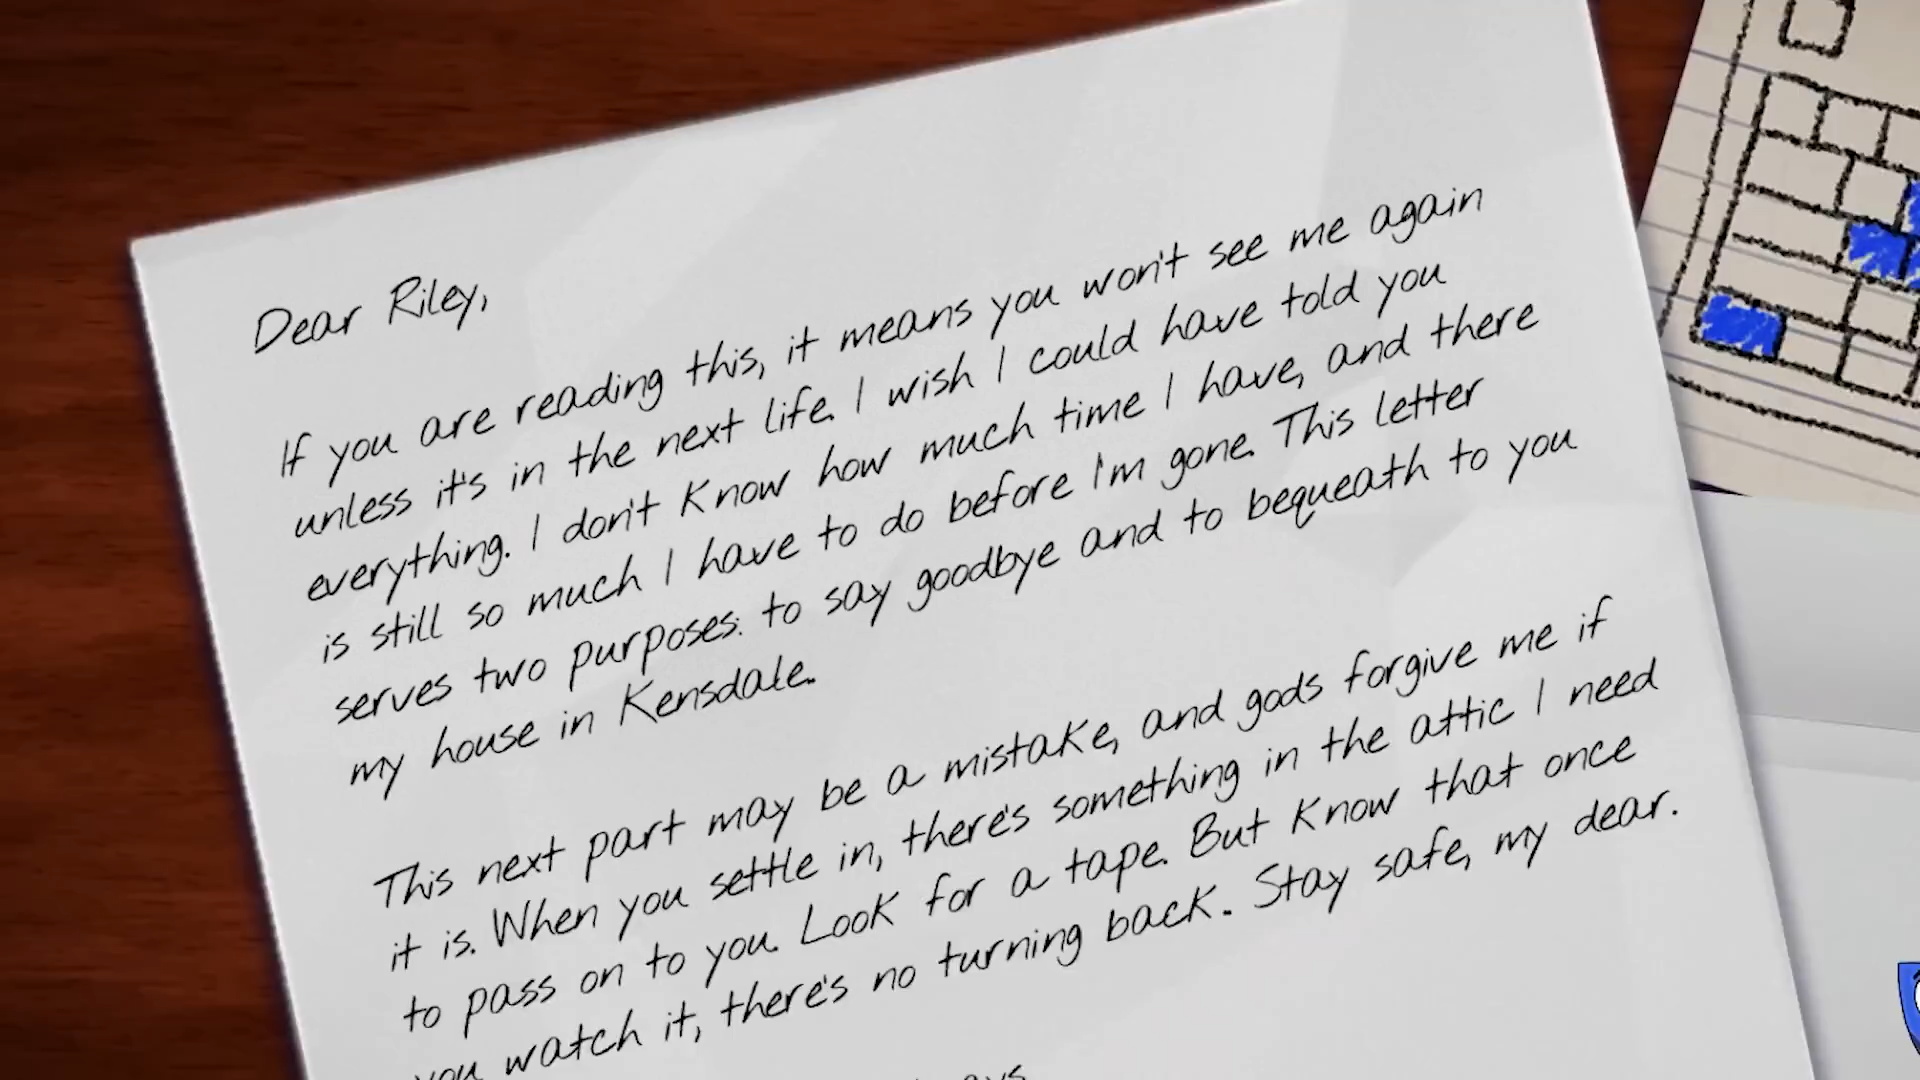 Dear Riley,
If you are reading this, it means you won't see me again
unless it's in the next life. I wish I could have told you
everything. I don't know how much time I have, and there
is still so much I have to do before I'm gone. This letter
serves two purposes: to say goodbye and to bequeath to you
my house in Kensdale.
This next part may be a mistake, and gods forgive me if
it is. When you settle in, there's something in the attic I need
to pass on to you. Look for a tape. But know that once
you watch it, there's no turning back. Stay safe, my dear.